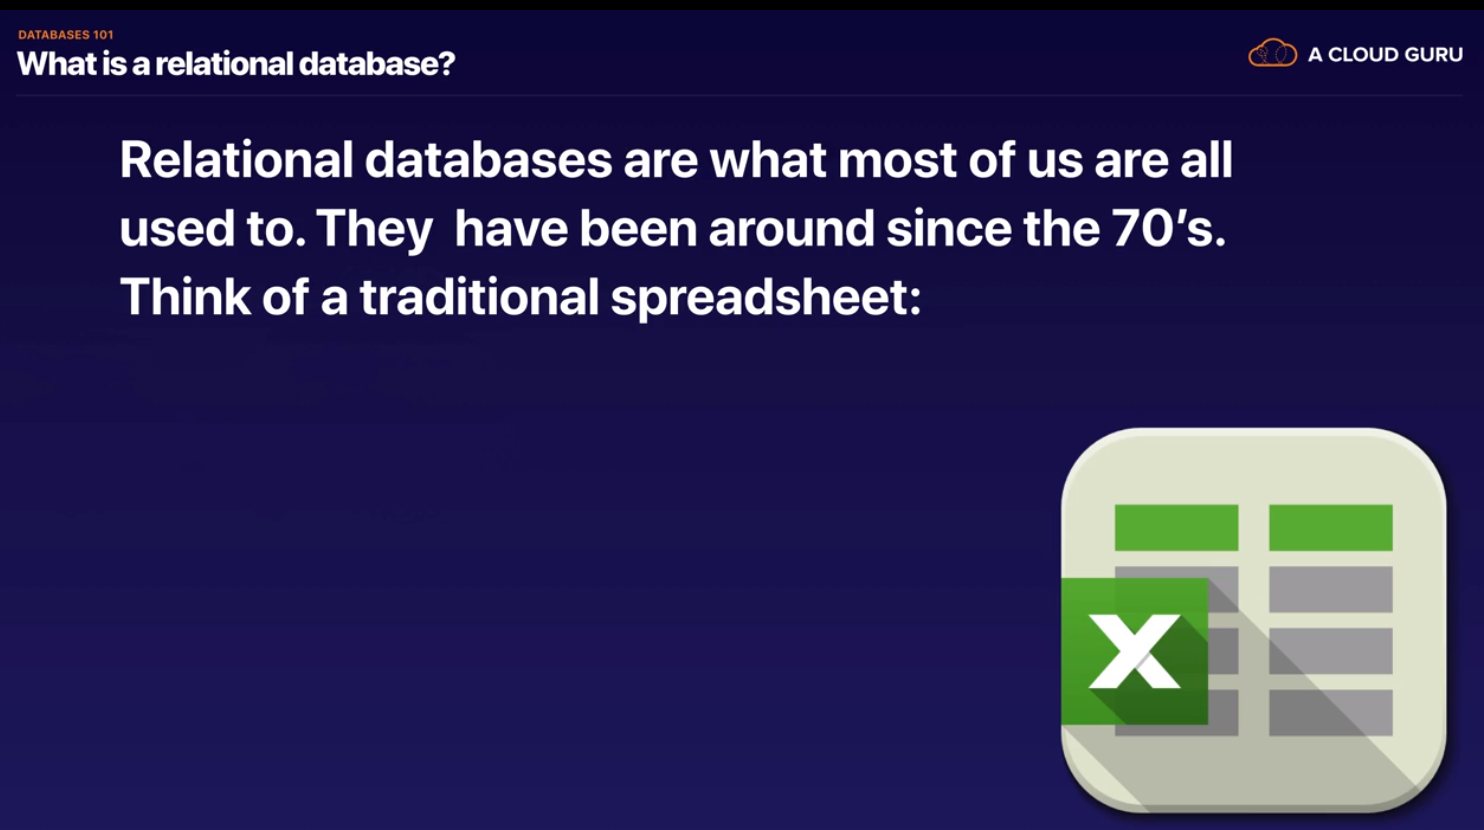 DATABASES 101
What is a relational database?
A CLOUD GURU
Relational databases are what most of us are all
used to. They  have been around since the 70's.
Think of a traditional spreadsheet:
X